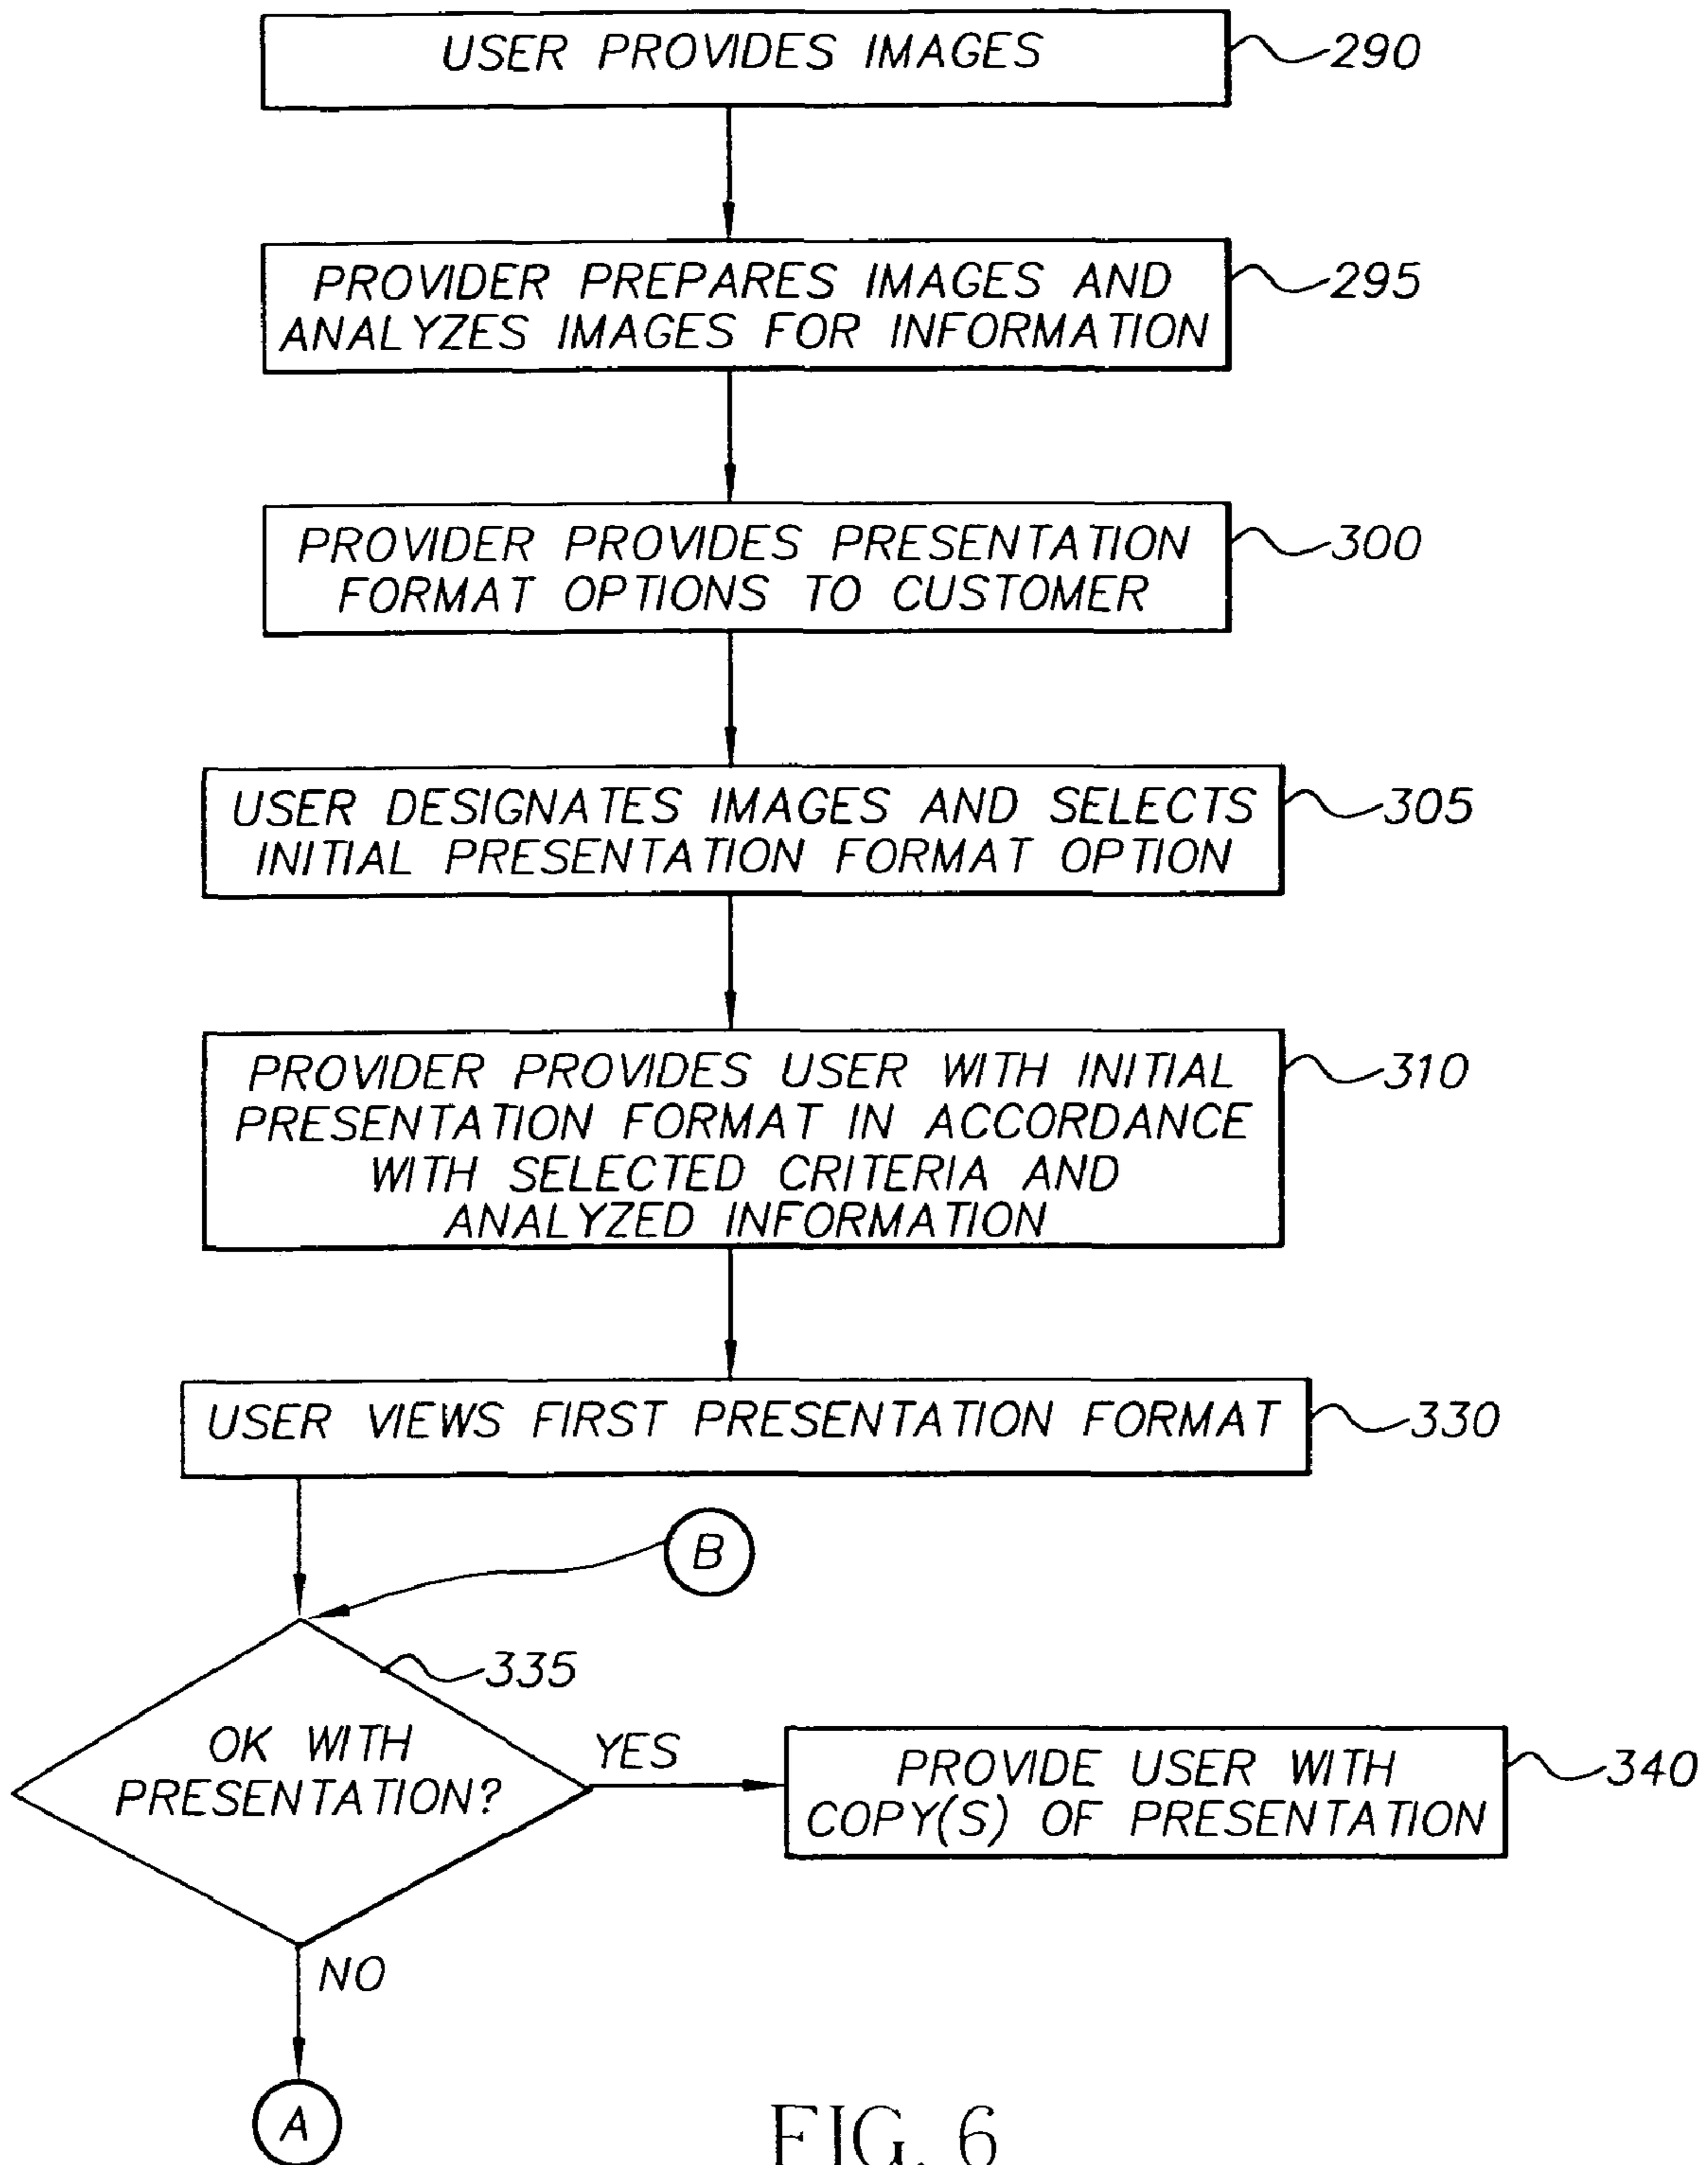 USER PROVIDES IMAGES
290
PROVIDER PREPARES IMAGES AND
ANALYZES IMAGES FOR INFORMATION
295
PROVIDER PROVIDES PRESENTATION
FORMAT OPTIONS TO CUSTOMER
300
USER DESIGNATES IMAGES AND SELECTS
INITIAL PRESENTATION FORMAT OPTION
305
PROVIDER PROVIDES USER WITH INITIAL
PRESENTATION FORMAT IN ACCORDANCE
WITH SELECTED CRITERIA AND
ANALYZED INFORMATION
310
USER VIEWS FIRST PRESENTATION FORMAT
330
B
335
OK WITH
PRESENTATION?
YES
PROVIDE USER WITH
COPY(S) OF PRESENTATION
340
NO
A
FIG. 6